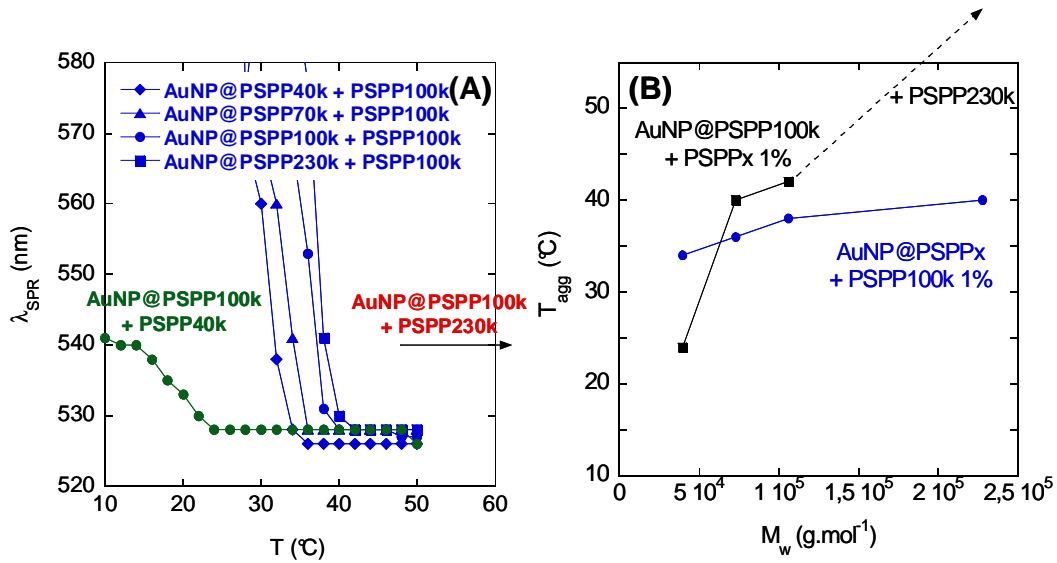 580
570
560
550
540
530
520
10
20
30
40
50
60
λSPR (nm)
T (°C)
AuNP@PSPP40k + PSPP100k
AuNP@PSPP70k + PSPP100k
AuNP@PSPP100k + PSPP100k
AuNP@PSPP230k + PSPP100k
(A)
AuNP@PSPP100k
+ PSPP40k
AuNP@PSPP100k
+ PSPP230k
(B)
+ PSPP230k
AuNP@PSPP100k
+ PSPPx 1%
AuNP@PSPPx
+ PSPP100k 1%
50
40
30
20
10
Tagg (°C)
0
5 10⁴
1 10⁵
1,5 10⁵
2 10⁵
2,5 10⁵
Mw (g.mol⁻¹)